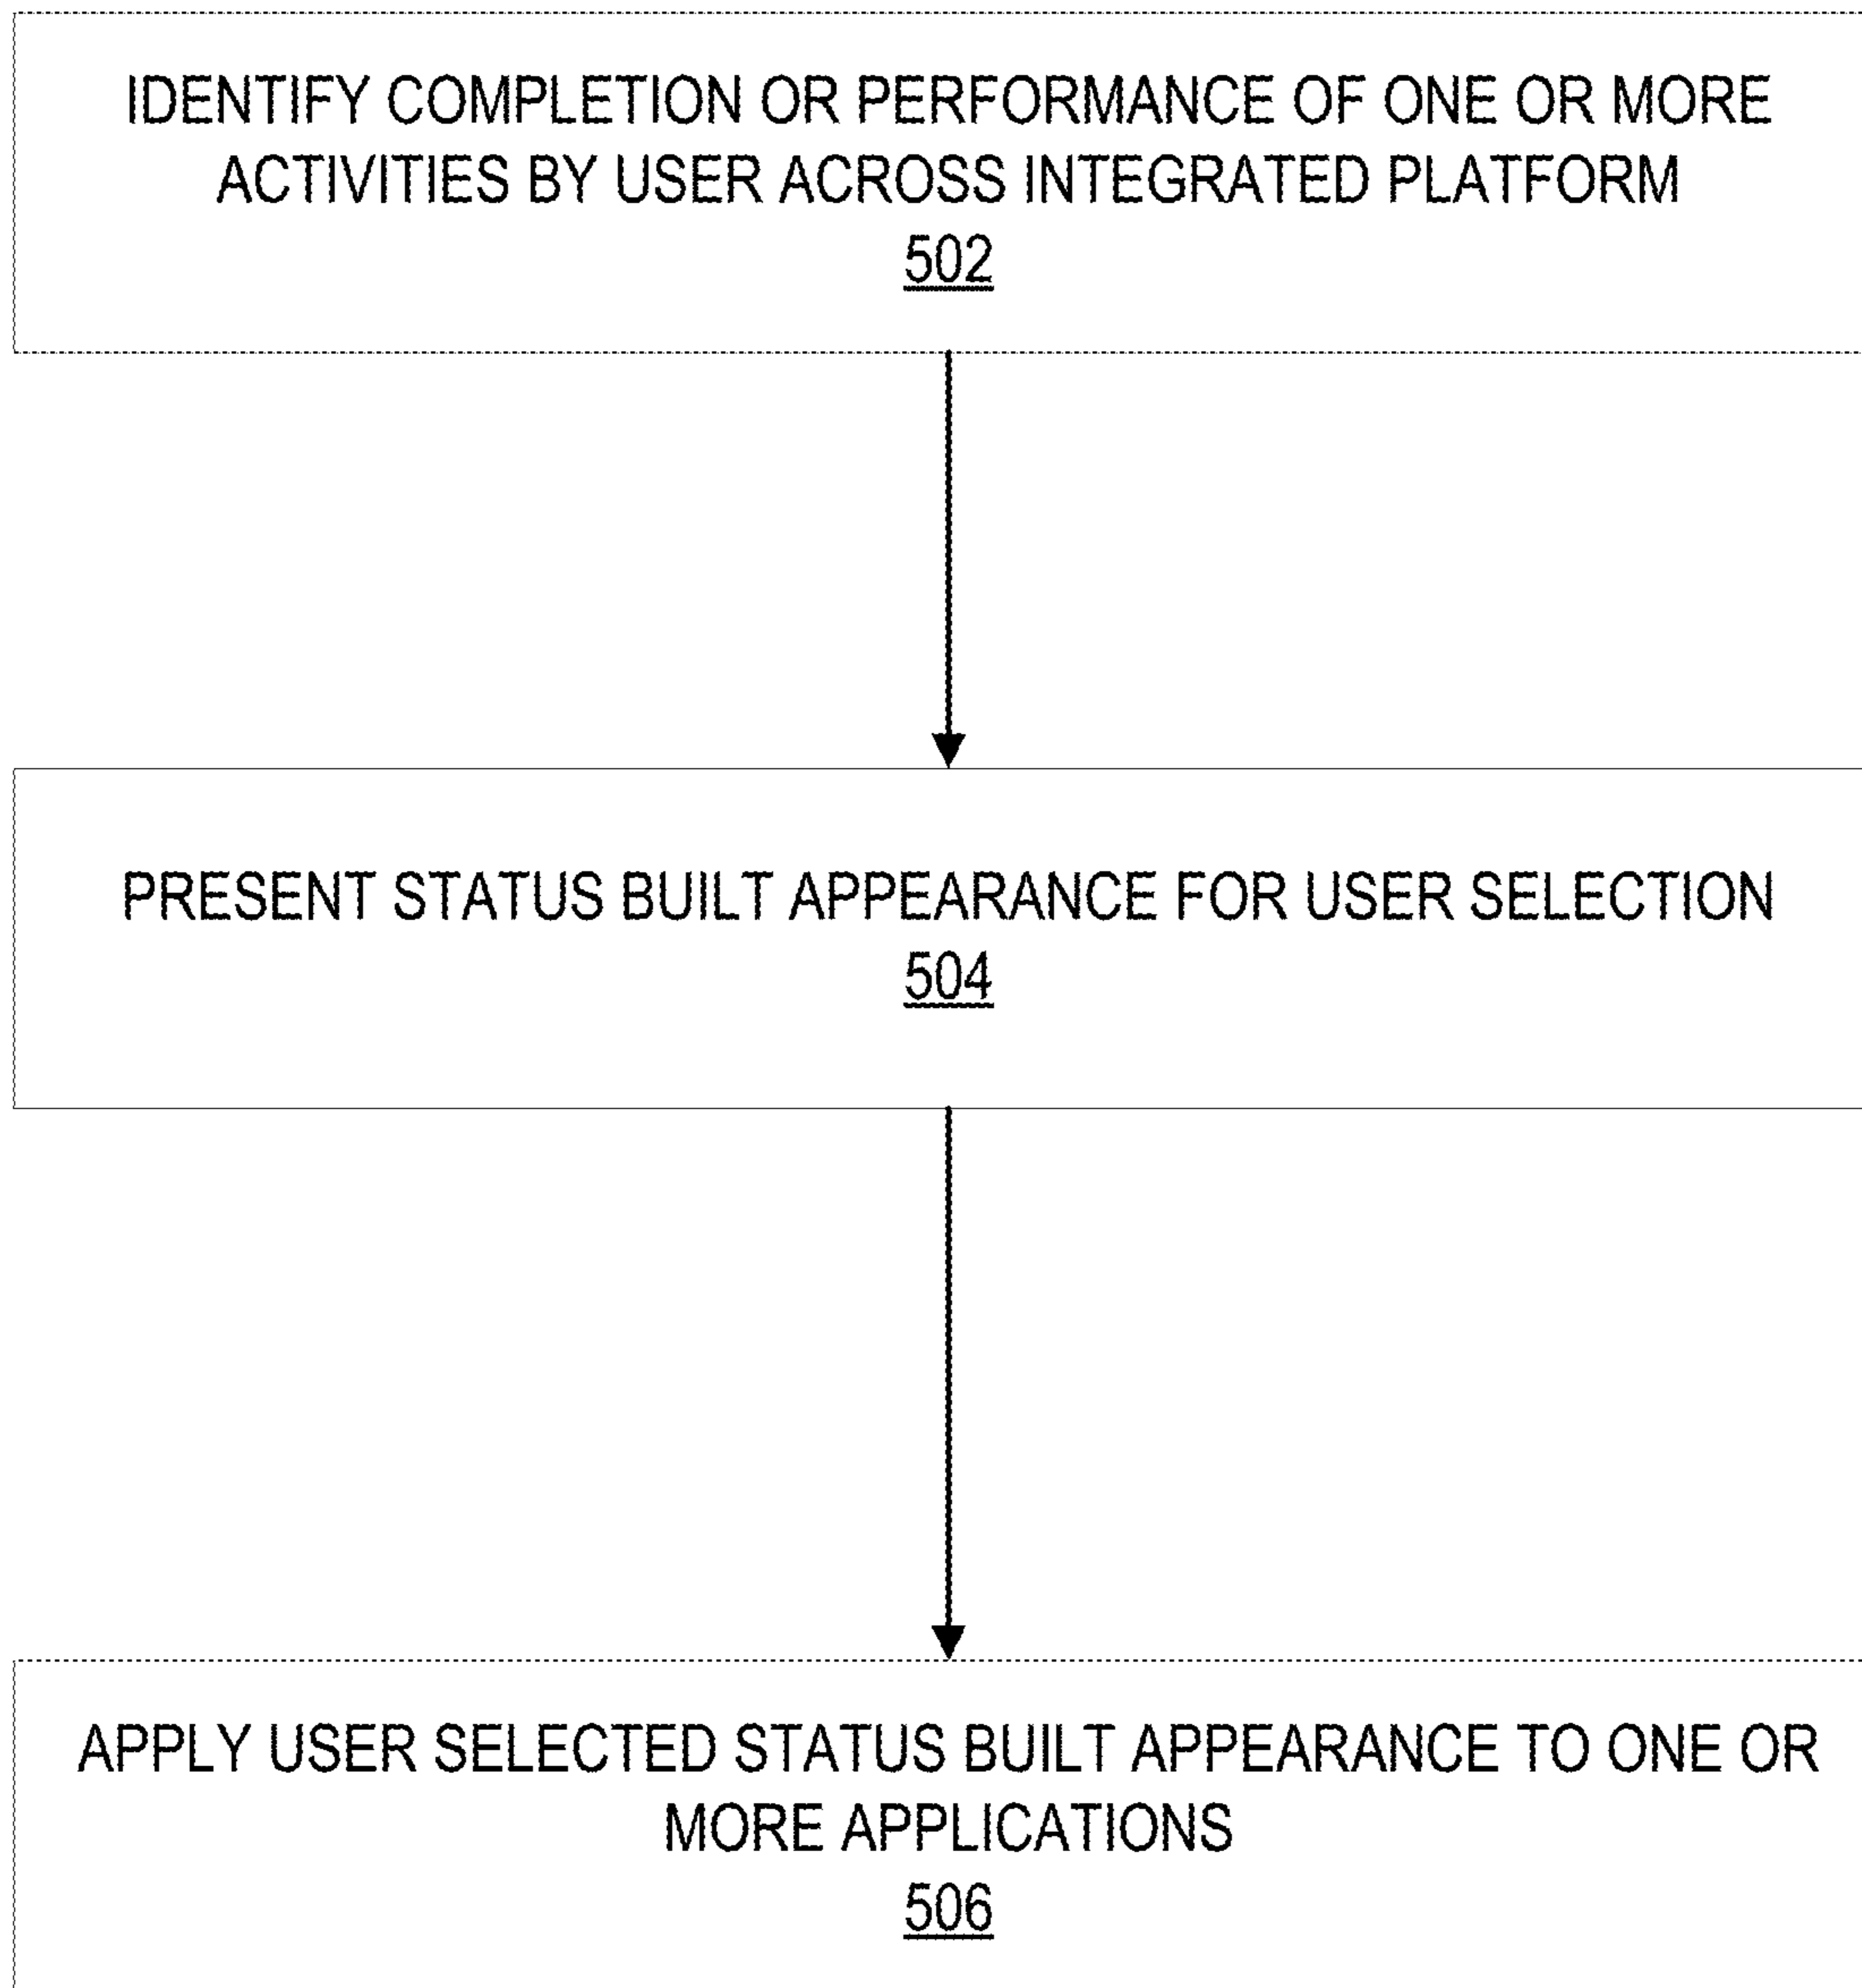 IDENTIFY COMPLETION OR PERFORMANCE OF ONE OR MORE
ACTIVITIES BY USER ACROSS INTEGRATED PLATFORM
502
PRESENT STATUS BUILT APPEARANCE FOR USER SELECTION
504
APPLY USER SELECTED STATUS BUILT APPEARANCE TO ONE OR
MORE APPLICATIONS
506